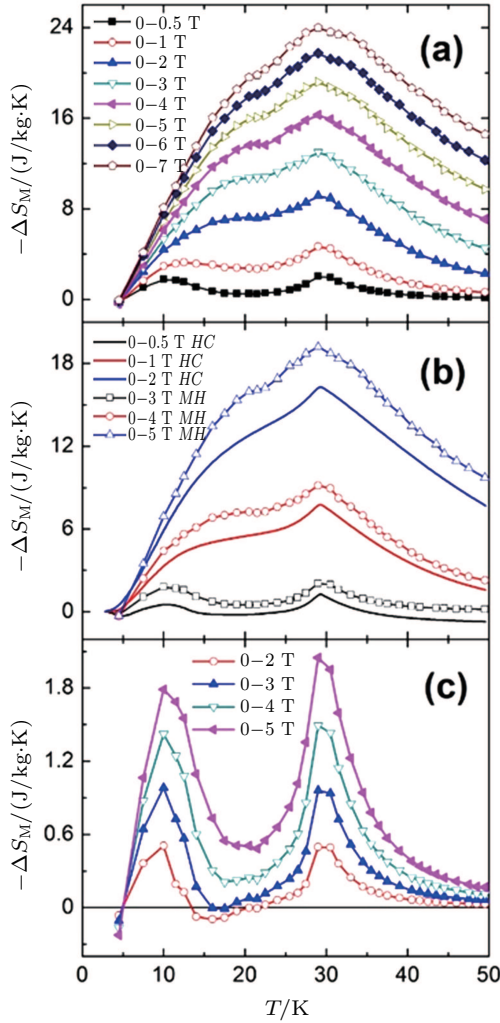 24
16
8
0
−ΔS_M/(J/kg·K)
(a)
0−0.5 T
0−1 T
0−2 T
0−3 T
0−4 T
0−5 T
0−6 T
0−7 T
18
12
6
0
−ΔS_M/(J/kg·K)
(b)
0−0.5 T HC
0−1 T HC
0−2 T HC
0−3 T MH
0−4 T MH
0−5 T MH
1.8
1.2
0.6
0
−ΔS_M/(J/kg·K)
(c)
0−2 T
0−3 T
0−4 T
0−5 T
0 10 20 30 40 50
T/K